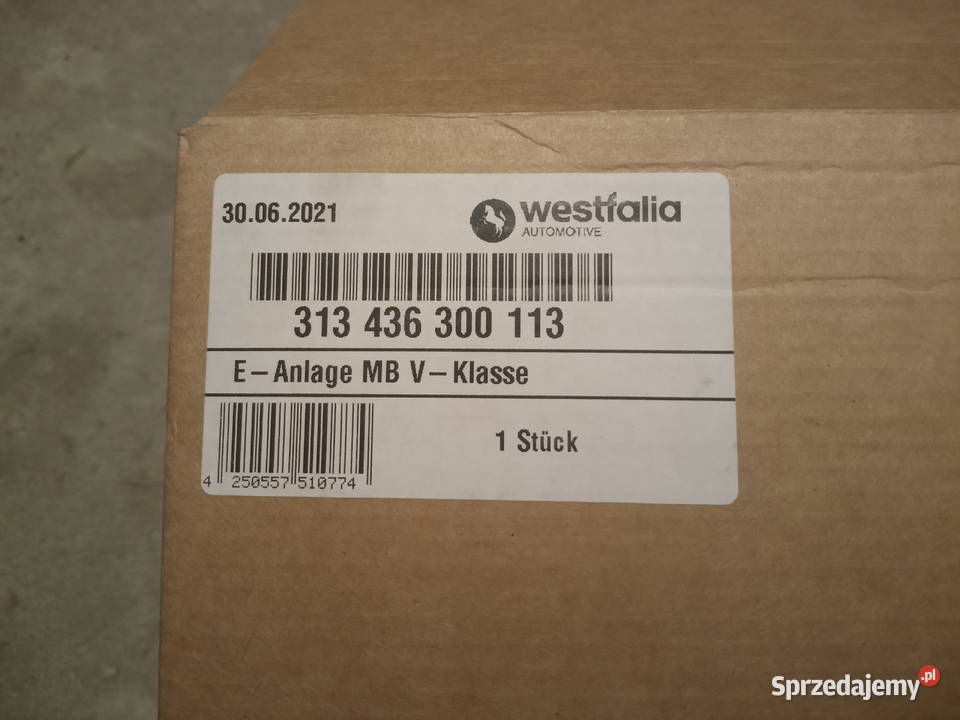 30.06.2021
westfalia
AUTOMOTIVE
313 436 300 113
E-Anlage MB V-Klasse
1 Stück
4 250557 510774
Sprzedajemy.pl